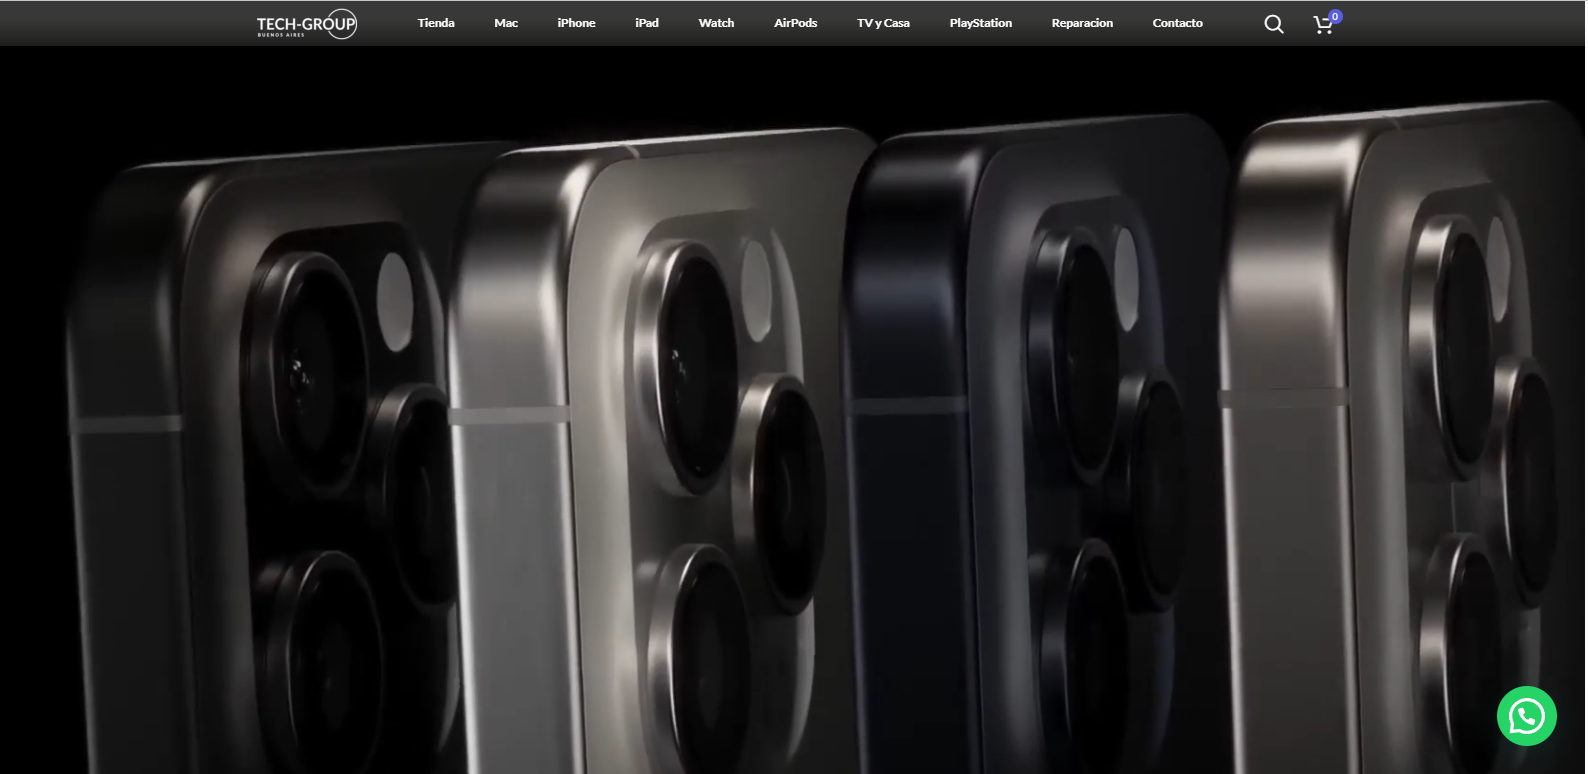 TECH-GROUP
BUENOS AIRES
Tienda Mac iPhone iPad Watch AirPods TV y Casa PlayStation Reparacion Contacto 0